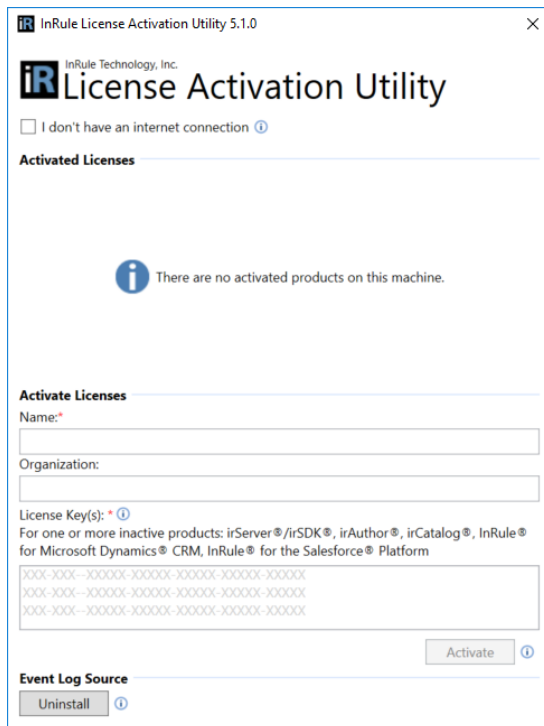 iR InRule License Activation Utility 5.1.0
InRule Technology, Inc.
iR License Activation Utility
I don't have an internet connection
Activated Licenses
There are no activated products on this machine.
Activate Licenses
Name:*
Organization:
License Key(s): *
For one or more inactive products: irServer®/irSDK®, irAuthor®, irCatalog®, InRule®
for Microsoft Dynamics® CRM, InRule® for the Salesforce® Platform
XXX-XXX--XXXXX-XXXXX-XXXXX-XXXXX-XXXXX
XXX-XXX--XXXXX-XXXXX-XXXXX-XXXXX-XXXXX
XXX-XXX--XXXXX-XXXXX-XXXXX-XXXXX-XXXXX
Activate
Event Log Source
Uninstall